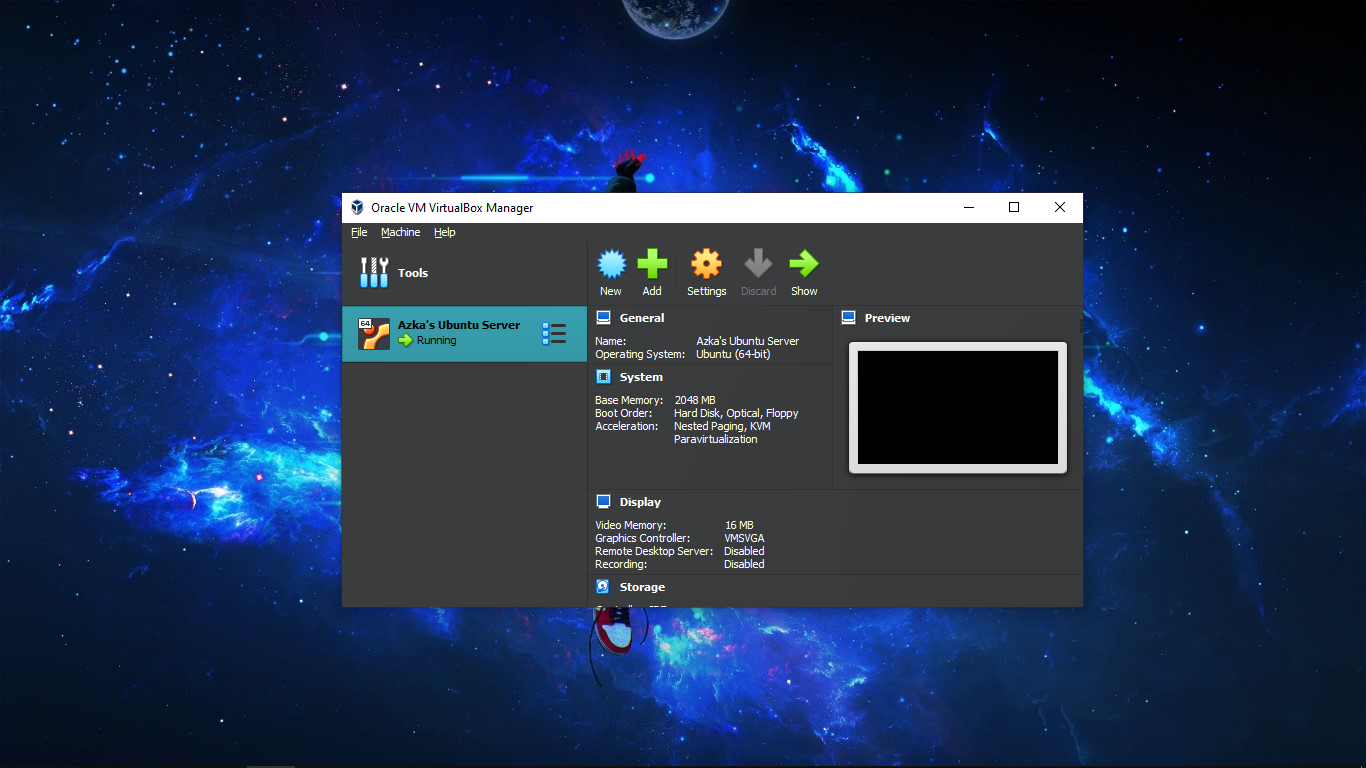 Oracle VM VirtualBox Manager
File Machine Help
Tools
New Add Settings Discard Show
64
Azka's Ubuntu Server
Running
General
Name: Azka's Ubuntu Server
Operating System: Ubuntu (64-bit)
System
Base Memory: 2048 MB
Boot Order: Hard Disk, Optical, Floppy
Acceleration: Nested Paging, KVM
Paravirtualization
Preview
Display
Video Memory: 16 MB
Graphics Controller: VMSVGA
Remote Desktop Server: Disabled
Recording: Disabled
Storage